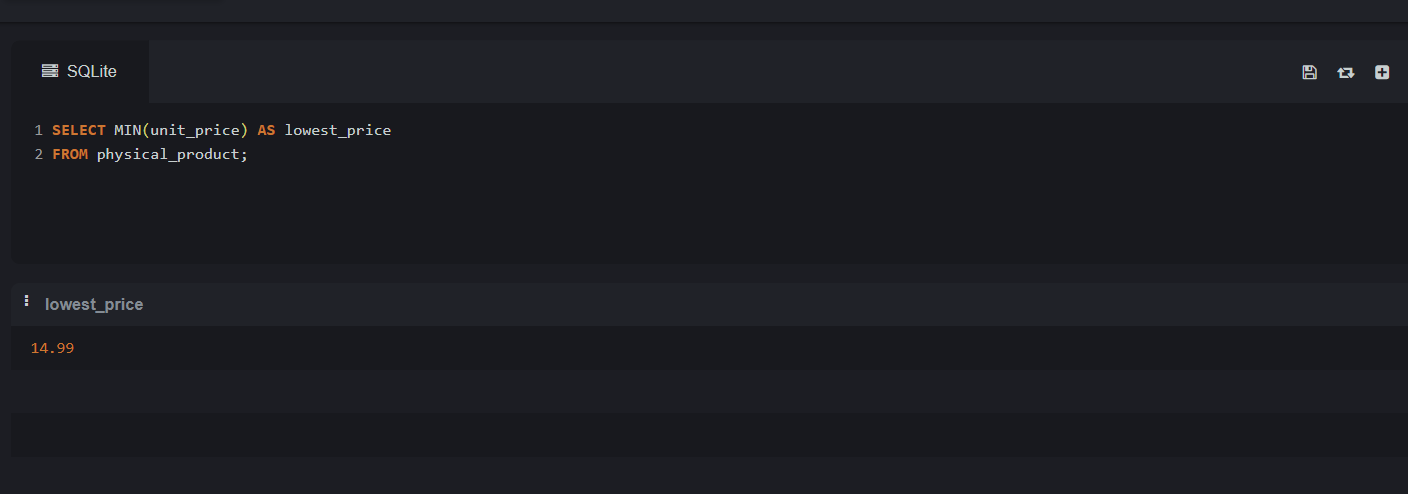 SQLite
1 SELECT MIN(unit_price) AS lowest_price
2 FROM physical_product;
lowest_price
14.99